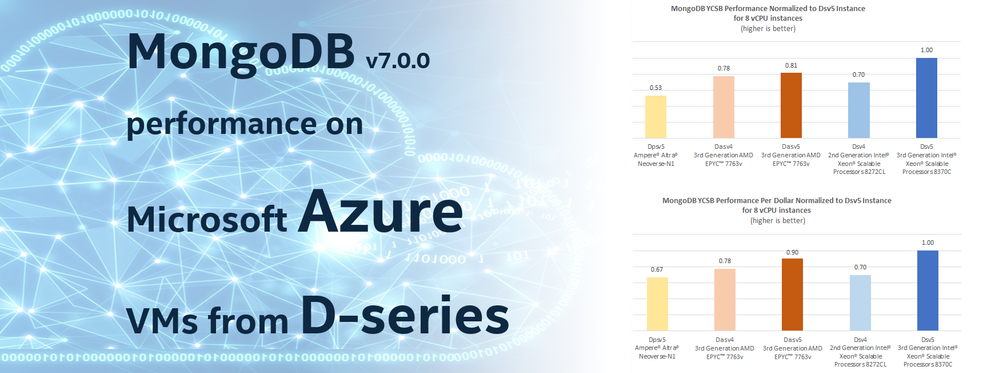 MongoDB v7.0.0
performance on
Microsoft Azure
VMs from D-series
MongoDB YCSB Performance Normalized to Dsv5 Instance
for 8 vCPU instances
(higher is better)
0.53
0.78
0.81
0.70
1.00
Dpsv5
Ampere® Altra®
Neoverse-N1
Dasv4
3rd Generation AMD
EPYC™ 7763v
Dasv5
3rd Generation AMD
EPYC™ 7763v
Dsv4
2nd Generation Intel®
Xeon® Scalable
Processors 8272CL
Dsv5
3rd Generation Intel®
Xeon® Scalable
Processors 8370C
MongoDB YCSB Performance Per Dollar Normalized to Dsv5 Instance
for 8 vCPU instances
(higher is better)
0.67
0.78
0.90
0.70
1.00
Dpsv5
Ampere® Altra®
Neoverse-N1
Dasv4
3rd Generation AMD
EPYC™ 7763v
Dasv5
3rd Generation AMD
EPYC™ 7763v
Dsv4
2nd Generation Intel®
Xeon® Scalable
Processors 8272CL
Dsv5
3rd Generation Intel®
Xeon® Scalable
Processors 8370C